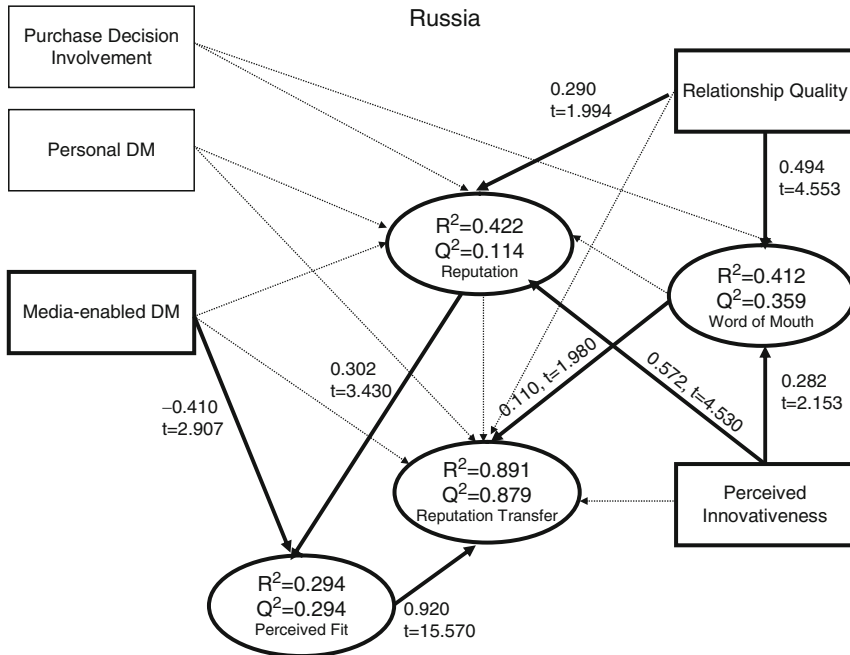 Russia
Purchase Decision
Involvement
Personal DM
Media-enabled DM
Relationship Quality
0.290
t=1.994
0.494
t=4.553
R²=0.422
Q²=0.114
Reputation
R²=0.412
Q²=0.359
Word of Mouth
0.302
t=3.430
−0.410
t=2.907
0.110, t=1.980
0.572, t=4.530
0.282
t=2.153
R²=0.891
Q²=0.879
Reputation Transfer
Perceived
Innovativeness
R²=0.294
Q²=0.294
Perceived Fit
0.920
t=15.570